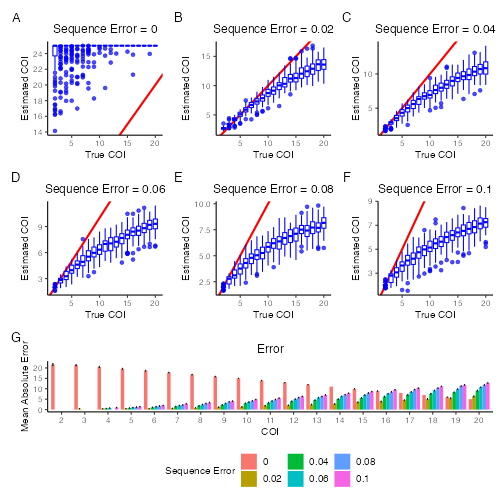 A
Sequence Error = 0
Estimated COI
24
22
20
18
16
14
5
10
15
20
True COI
B
Sequence Error = 0.02
Estimated COI
15
10
5
5
10
15
20
True COI
C
Sequence Error = 0.04
Estimated COI
10
5
5
10
15
20
True COI
D
Sequence Error = 0.06
Estimated COI
9
6
3
5
10
15
20
True COI
E
Sequence Error = 0.08
Estimated COI
10.0
7.5
5.0
2.5
5
10
15
20
True COI
F
Sequence Error = 0.1
Estimated COI
9
7
5
3
5
10
15
20
True COI
G
Error
Mean Absolute Error
20
15
10
5
0
2 3 4 5 6 7 8 9 10 11 12 13 14 15 16 17 18 19 20
COI
Sequence Error
0 0.04 0.08
0.02 0.06 0.1